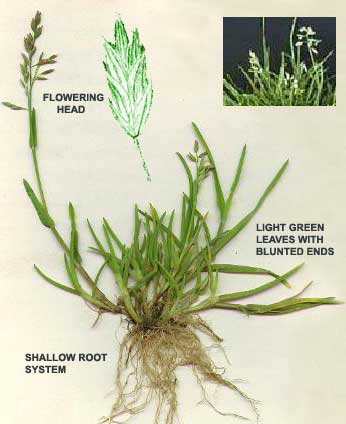 FLOWERING
HEAD
LIGHT GREEN
LEAVES WITH
BLUNTED ENDS
SHALLOW ROOT
SYSTEM